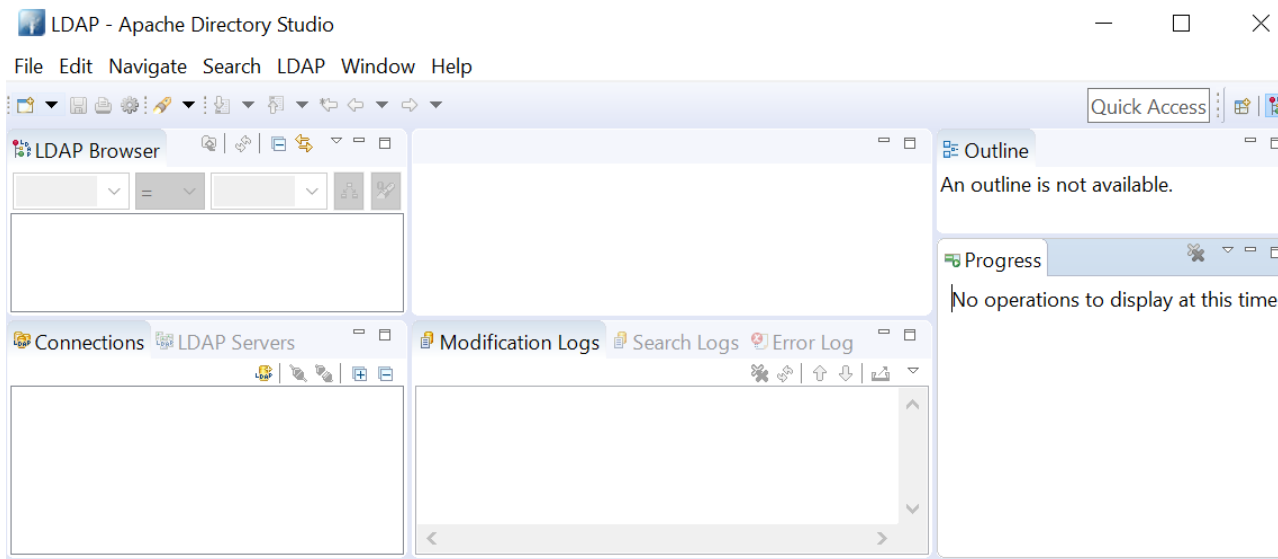 LDAP - Apache Directory Studio
File Edit Navigate Search LDAP Window Help
Quick Access
LDAP Browser
=
Outline
An outline is not available.
Progress
No operations to display at this time
Connections LDAP Servers
Modification Logs Search Logs Error Log
LDAP